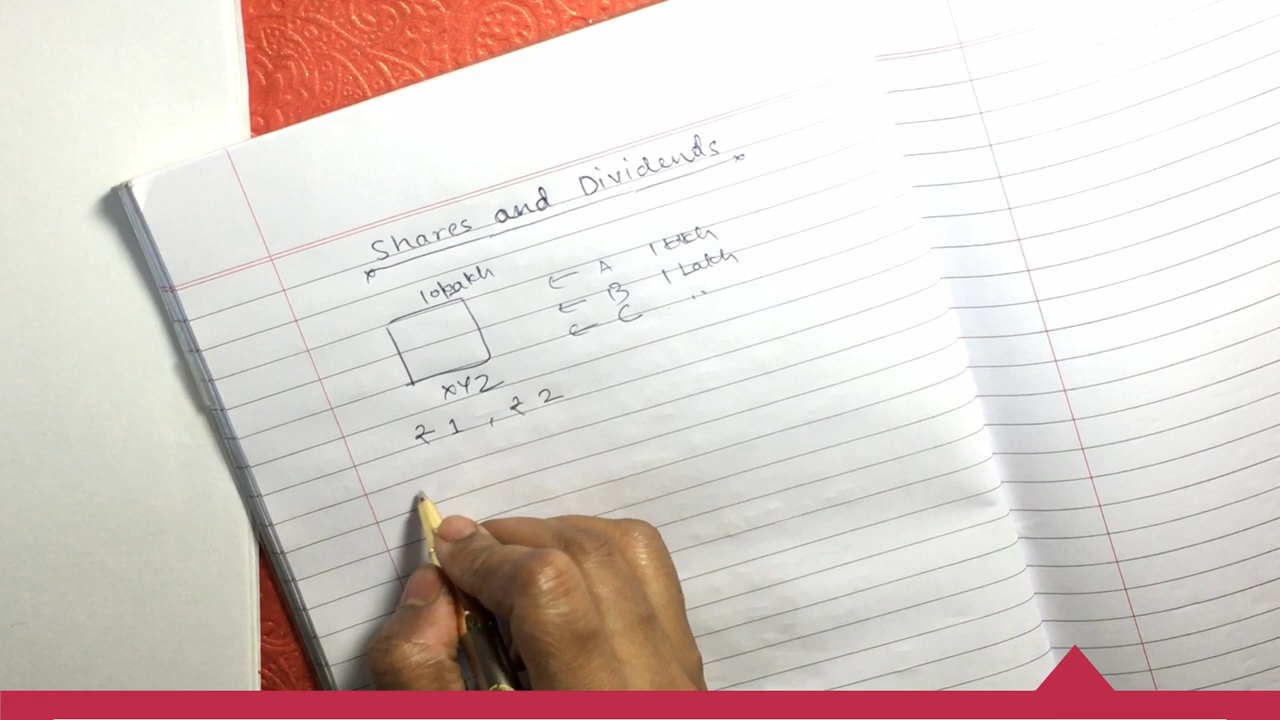 Shares and Dividends
10 Lakh
← A 1 Lakh
← B 1 Lakh
← C "
XYZ
₹ 1 , ₹ 2